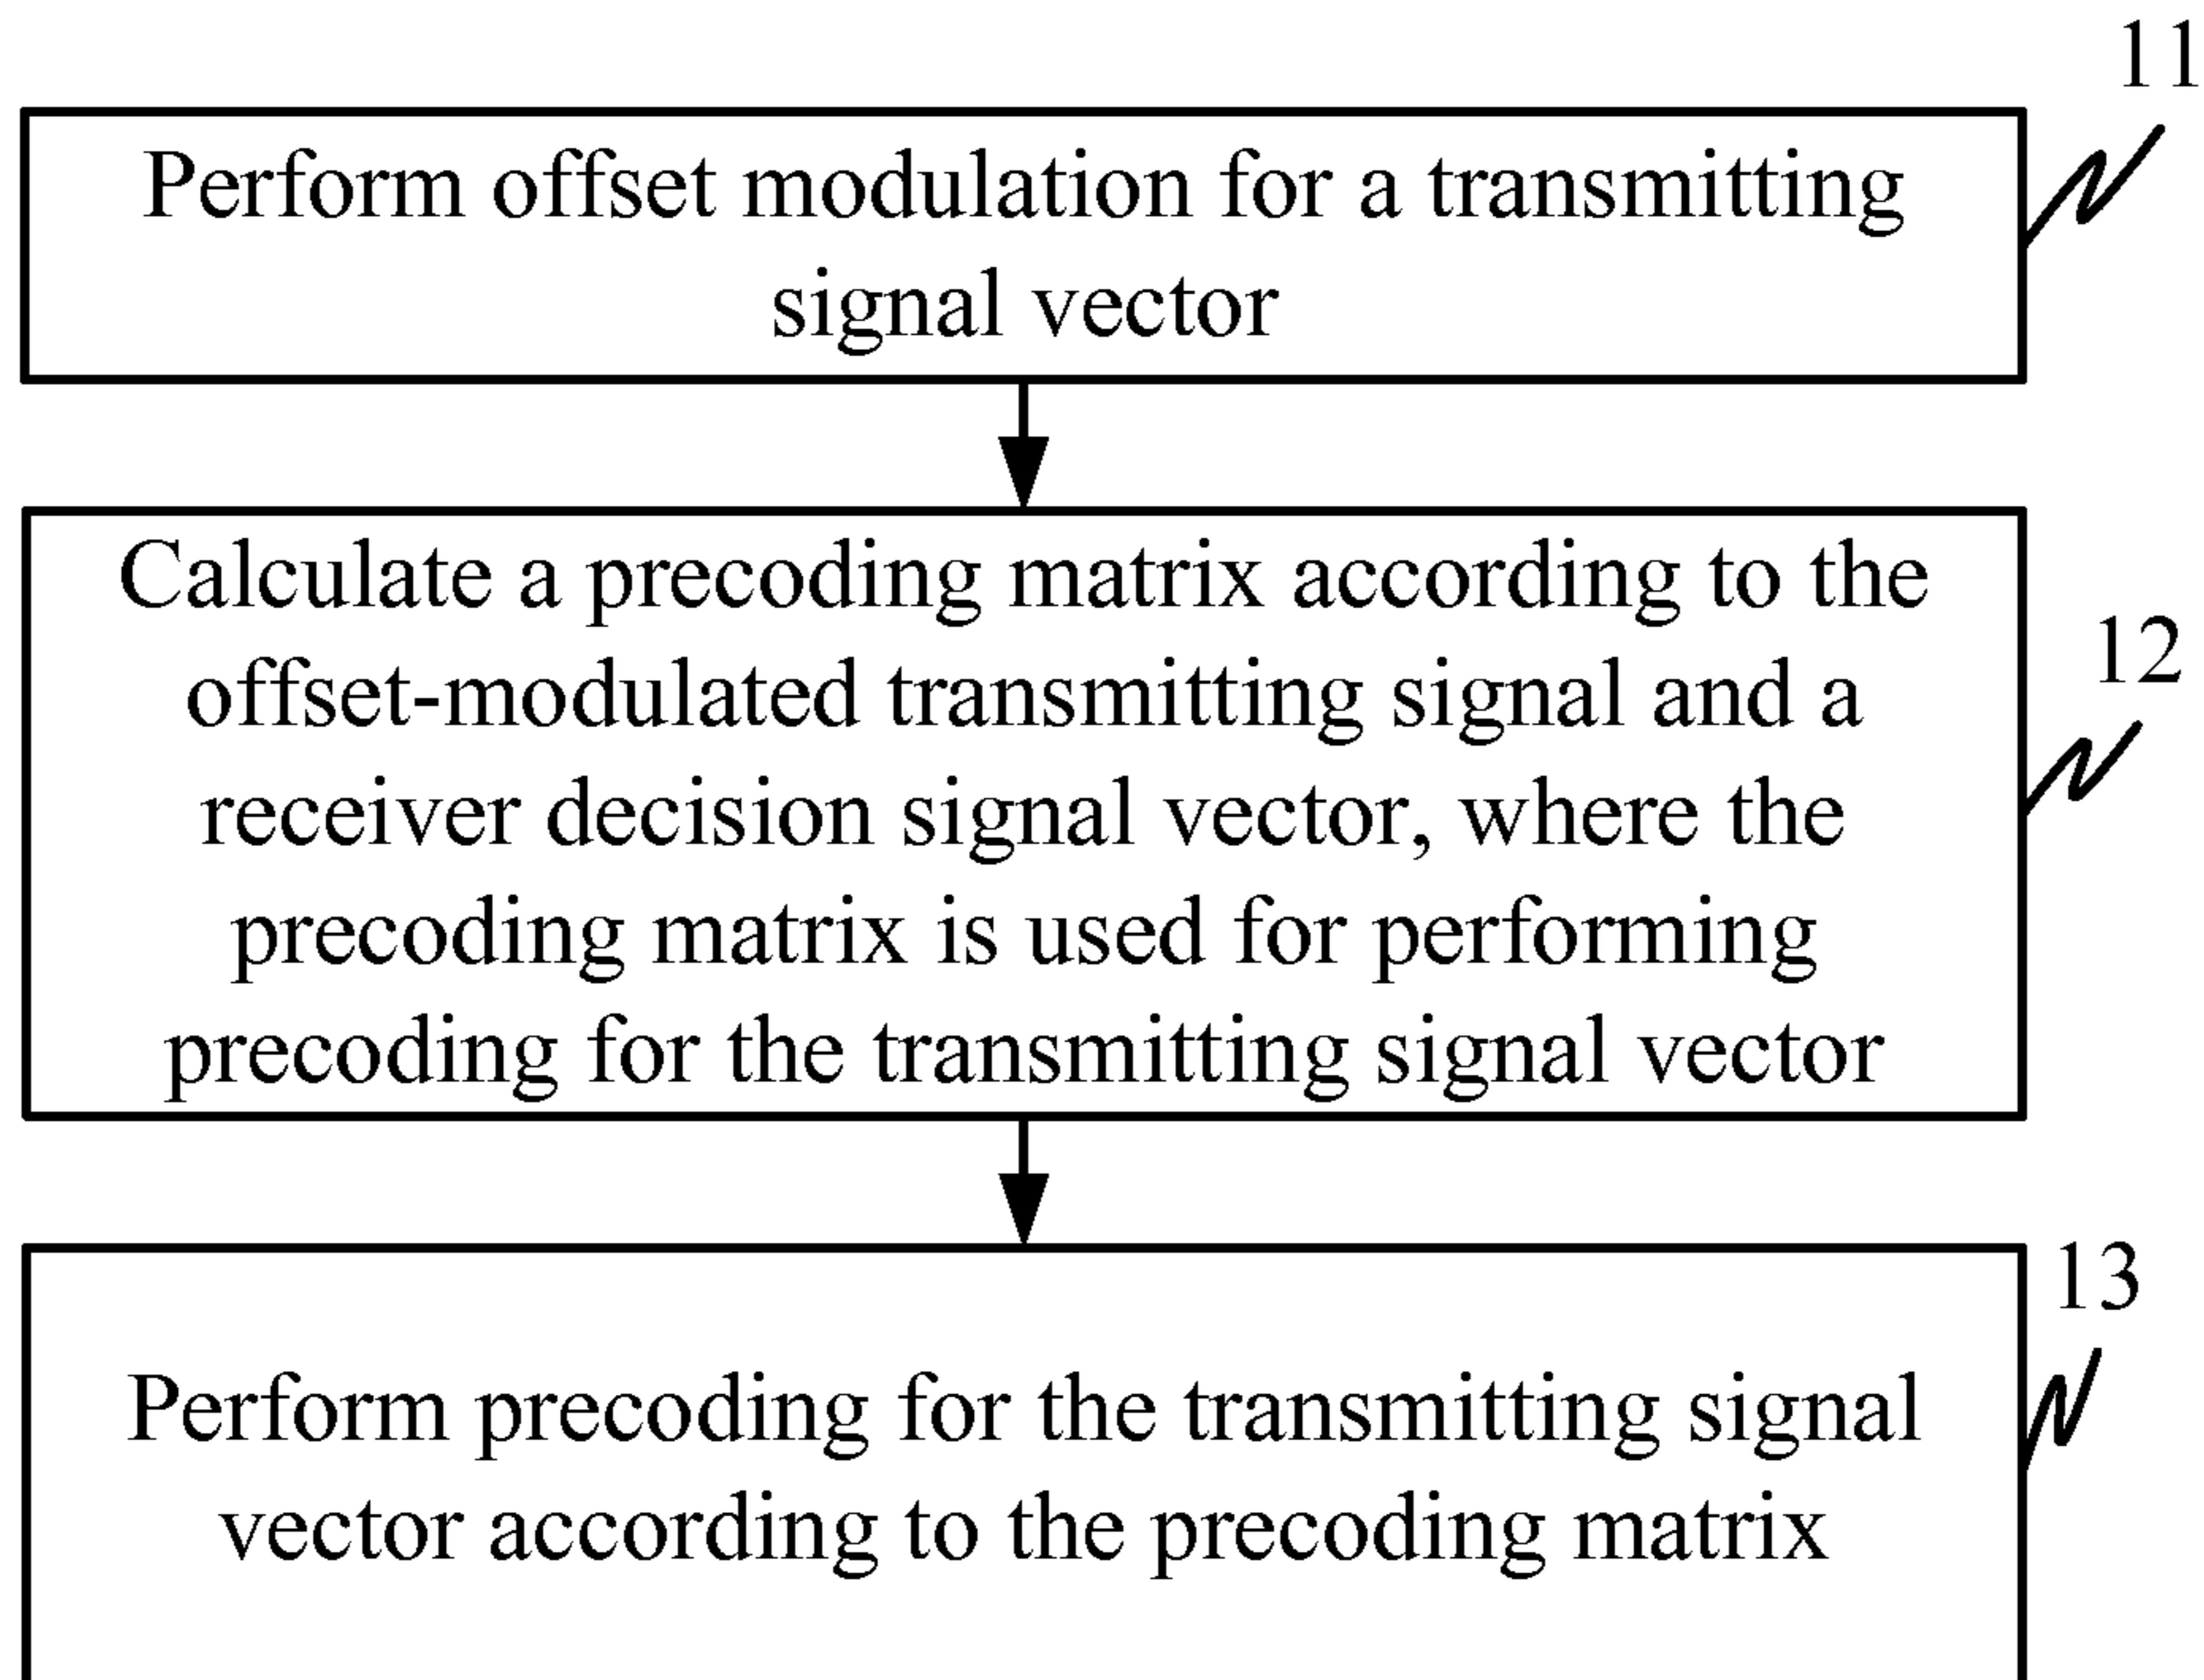 11
Perform offset modulation for a transmitting
signal vector
Calculate a precoding matrix according to the
offset-modulated transmitting signal and a
receiver decision signal vector, where the
precoding matrix is used for performing
precoding for the transmitting signal vector
12
13
Perform precoding for the transmitting signal
vector according to the precoding matrix